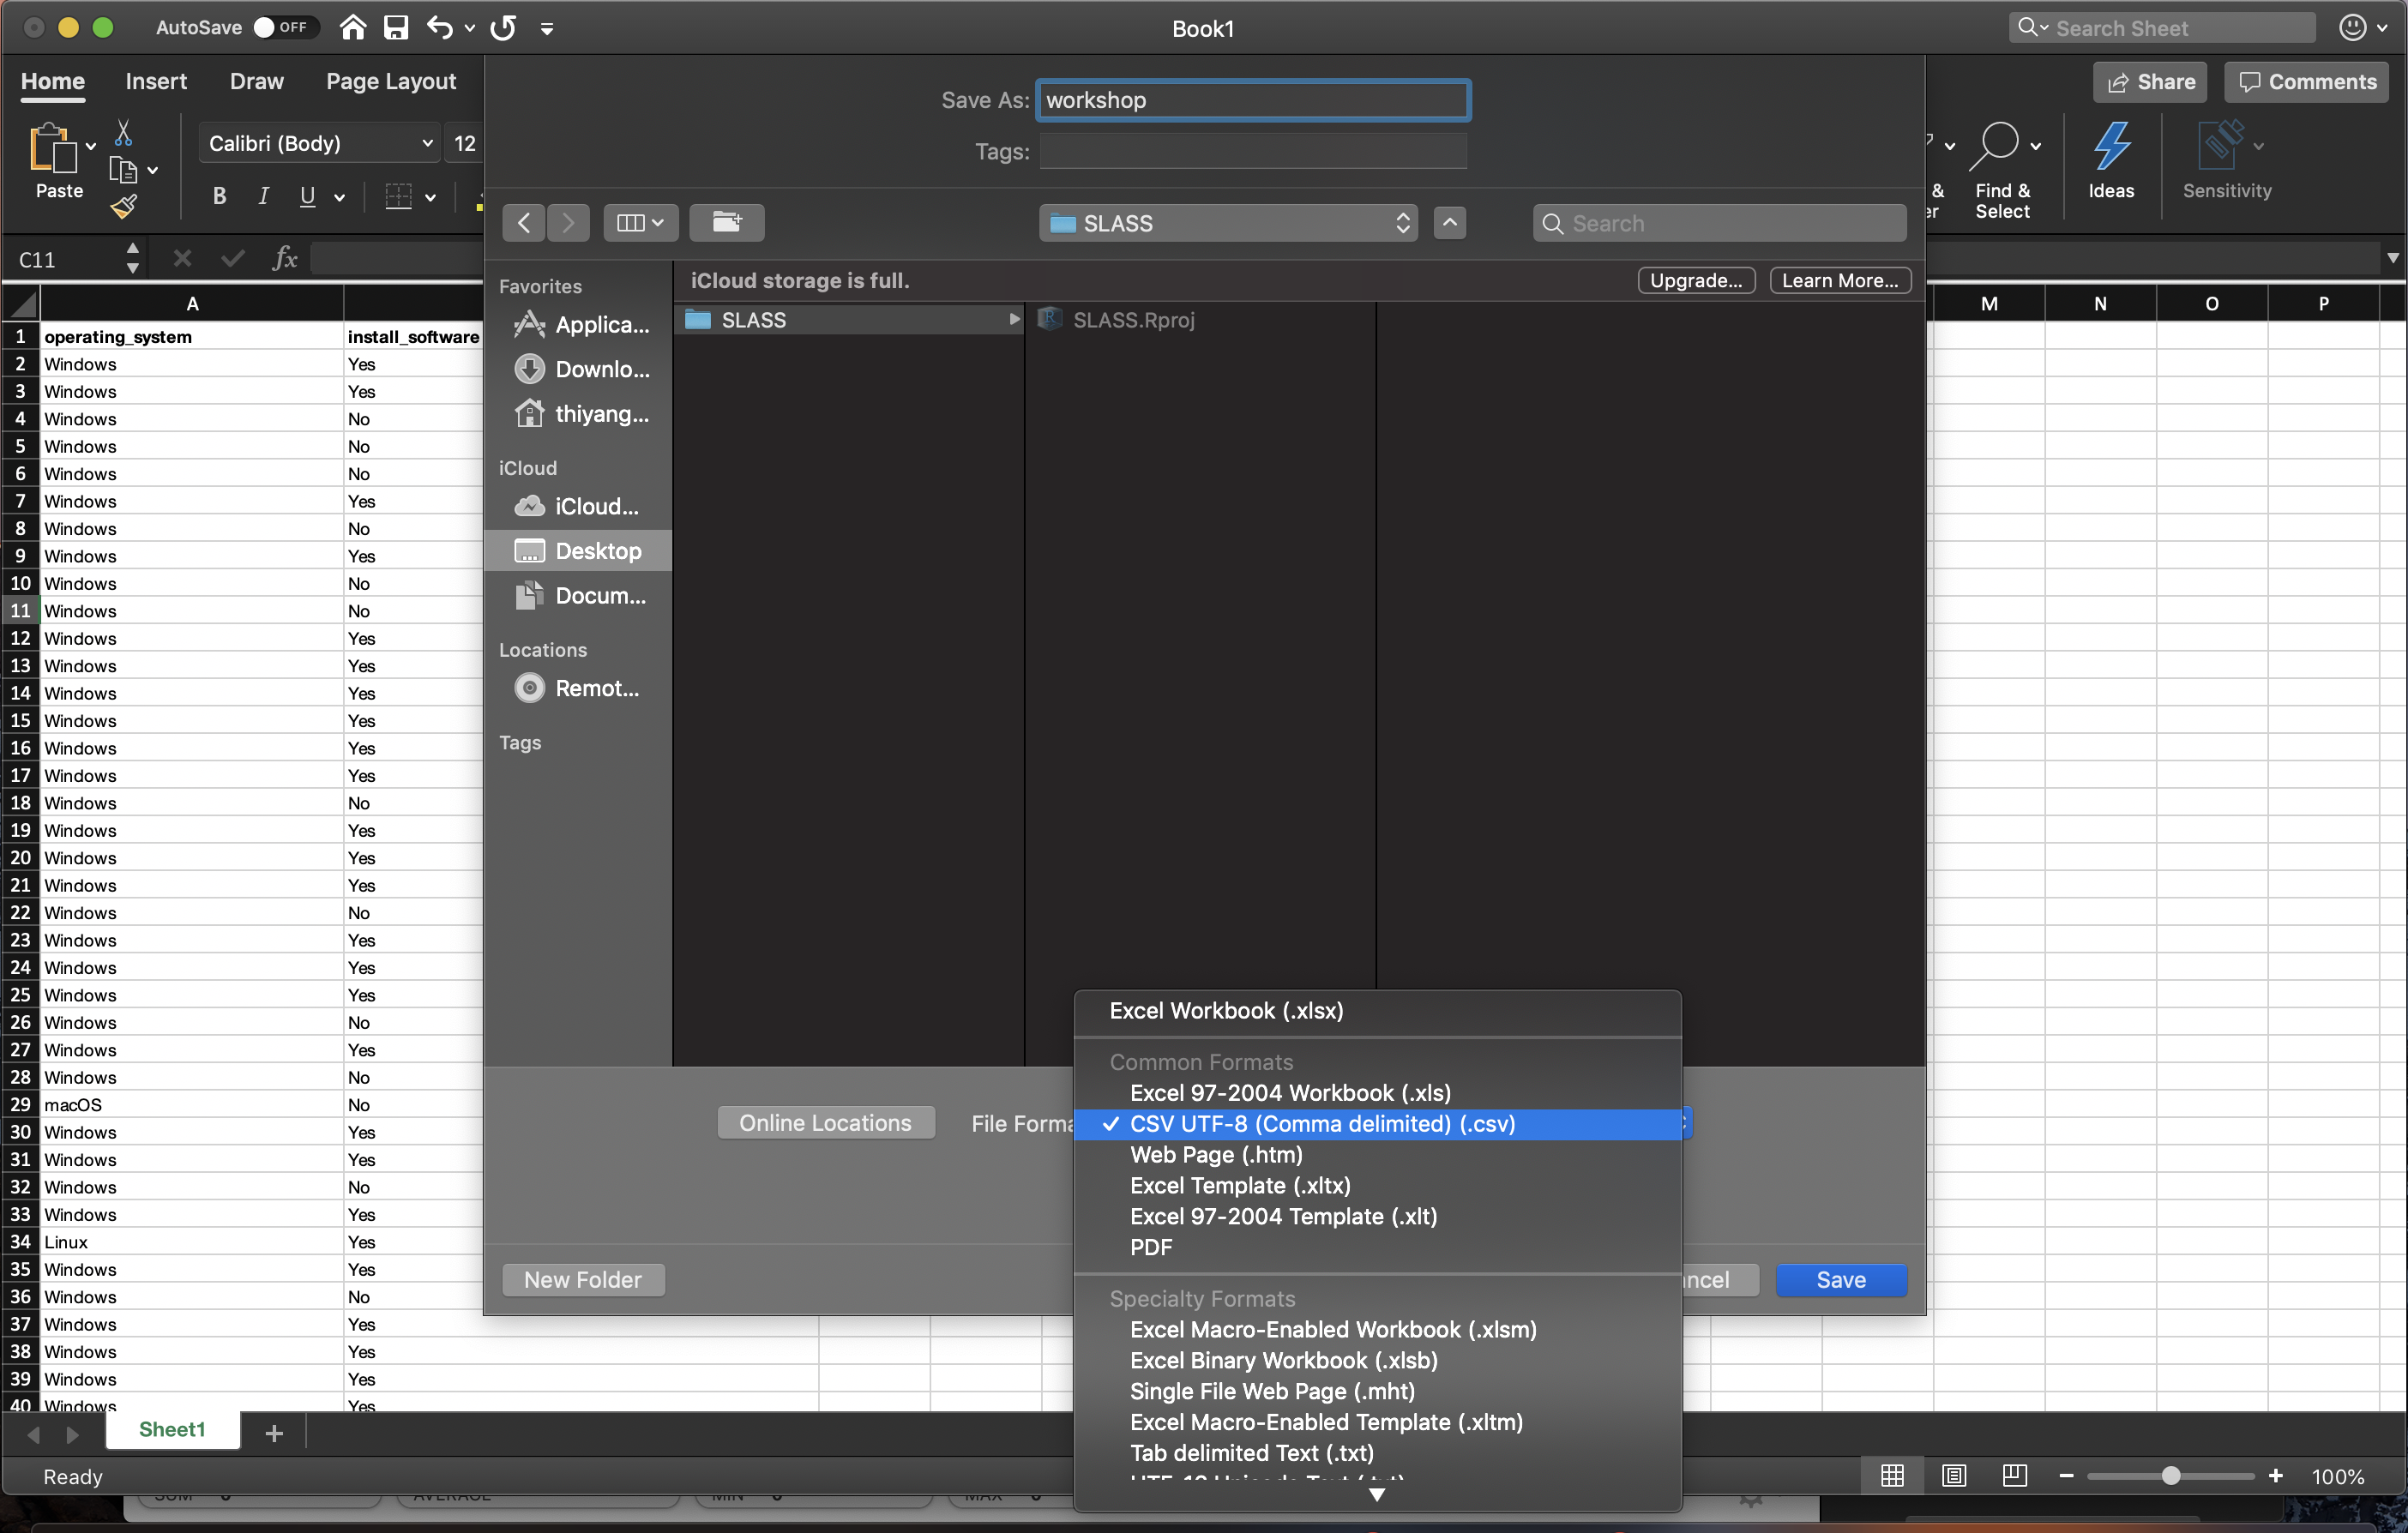 AutoSave OFF
Book1
Search Sheet
Home Insert Draw Page Layout
Share Comments
Save As: workshop
Tags:
Paste
Calibri (Body) 12
B I U
&
er
Find &
Select
Ideas
Sensitivity
SLASS
Search
C11
fx
Favorites
Applica...
Downlo...
thiyang...
iCloud
iCloud...
Desktop
Docum...
Locations
Remot...
Tags
iCloud storage is full.
Upgrade...
Learn More...
SLASS
SLASS.Rproj
A M N O P
1 operating_system install_software
2 Windows Yes
3 Windows Yes
4 Windows No
5 Windows No
6 Windows No
7 Windows Yes
8 Windows No
9 Windows Yes
10 Windows No
11 Windows No
12 Windows Yes
13 Windows Yes
14 Windows Yes
15 Windows Yes
16 Windows Yes
17 Windows Yes
18 Windows No
19 Windows Yes
20 Windows Yes
21 Windows Yes
22 Windows No
23 Windows Yes
24 Windows Yes
25 Windows Yes
26 Windows No
27 Windows Yes
28 Windows No
29 macOS No
30 Windows Yes
31 Windows Yes
32 Windows No
33 Windows Yes
34 Linux Yes
35 Windows Yes
36 Windows No
37 Windows Yes
38 Windows Yes
39 Windows Yes
40 Windows Yes
Online Locations
File Forma
Excel Workbook (.xlsx)
Common Formats
Excel 97-2004 Workbook (.xls)
CSV UTF-8 (Comma delimited) (.csv)
Web Page (.htm)
Excel Template (.xltx)
Excel 97-2004 Template (.xlt)
PDF
Specialty Formats
Excel Macro-Enabled Workbook (.xlsm)
Excel Binary Workbook (.xlsb)
Single File Web Page (.mht)
Excel Macro-Enabled Template (.xltm)
Tab delimited Text (.txt)
New Folder
ncel
Save
Sheet1
Ready
100%
SUM AVERAGE MIN MAX